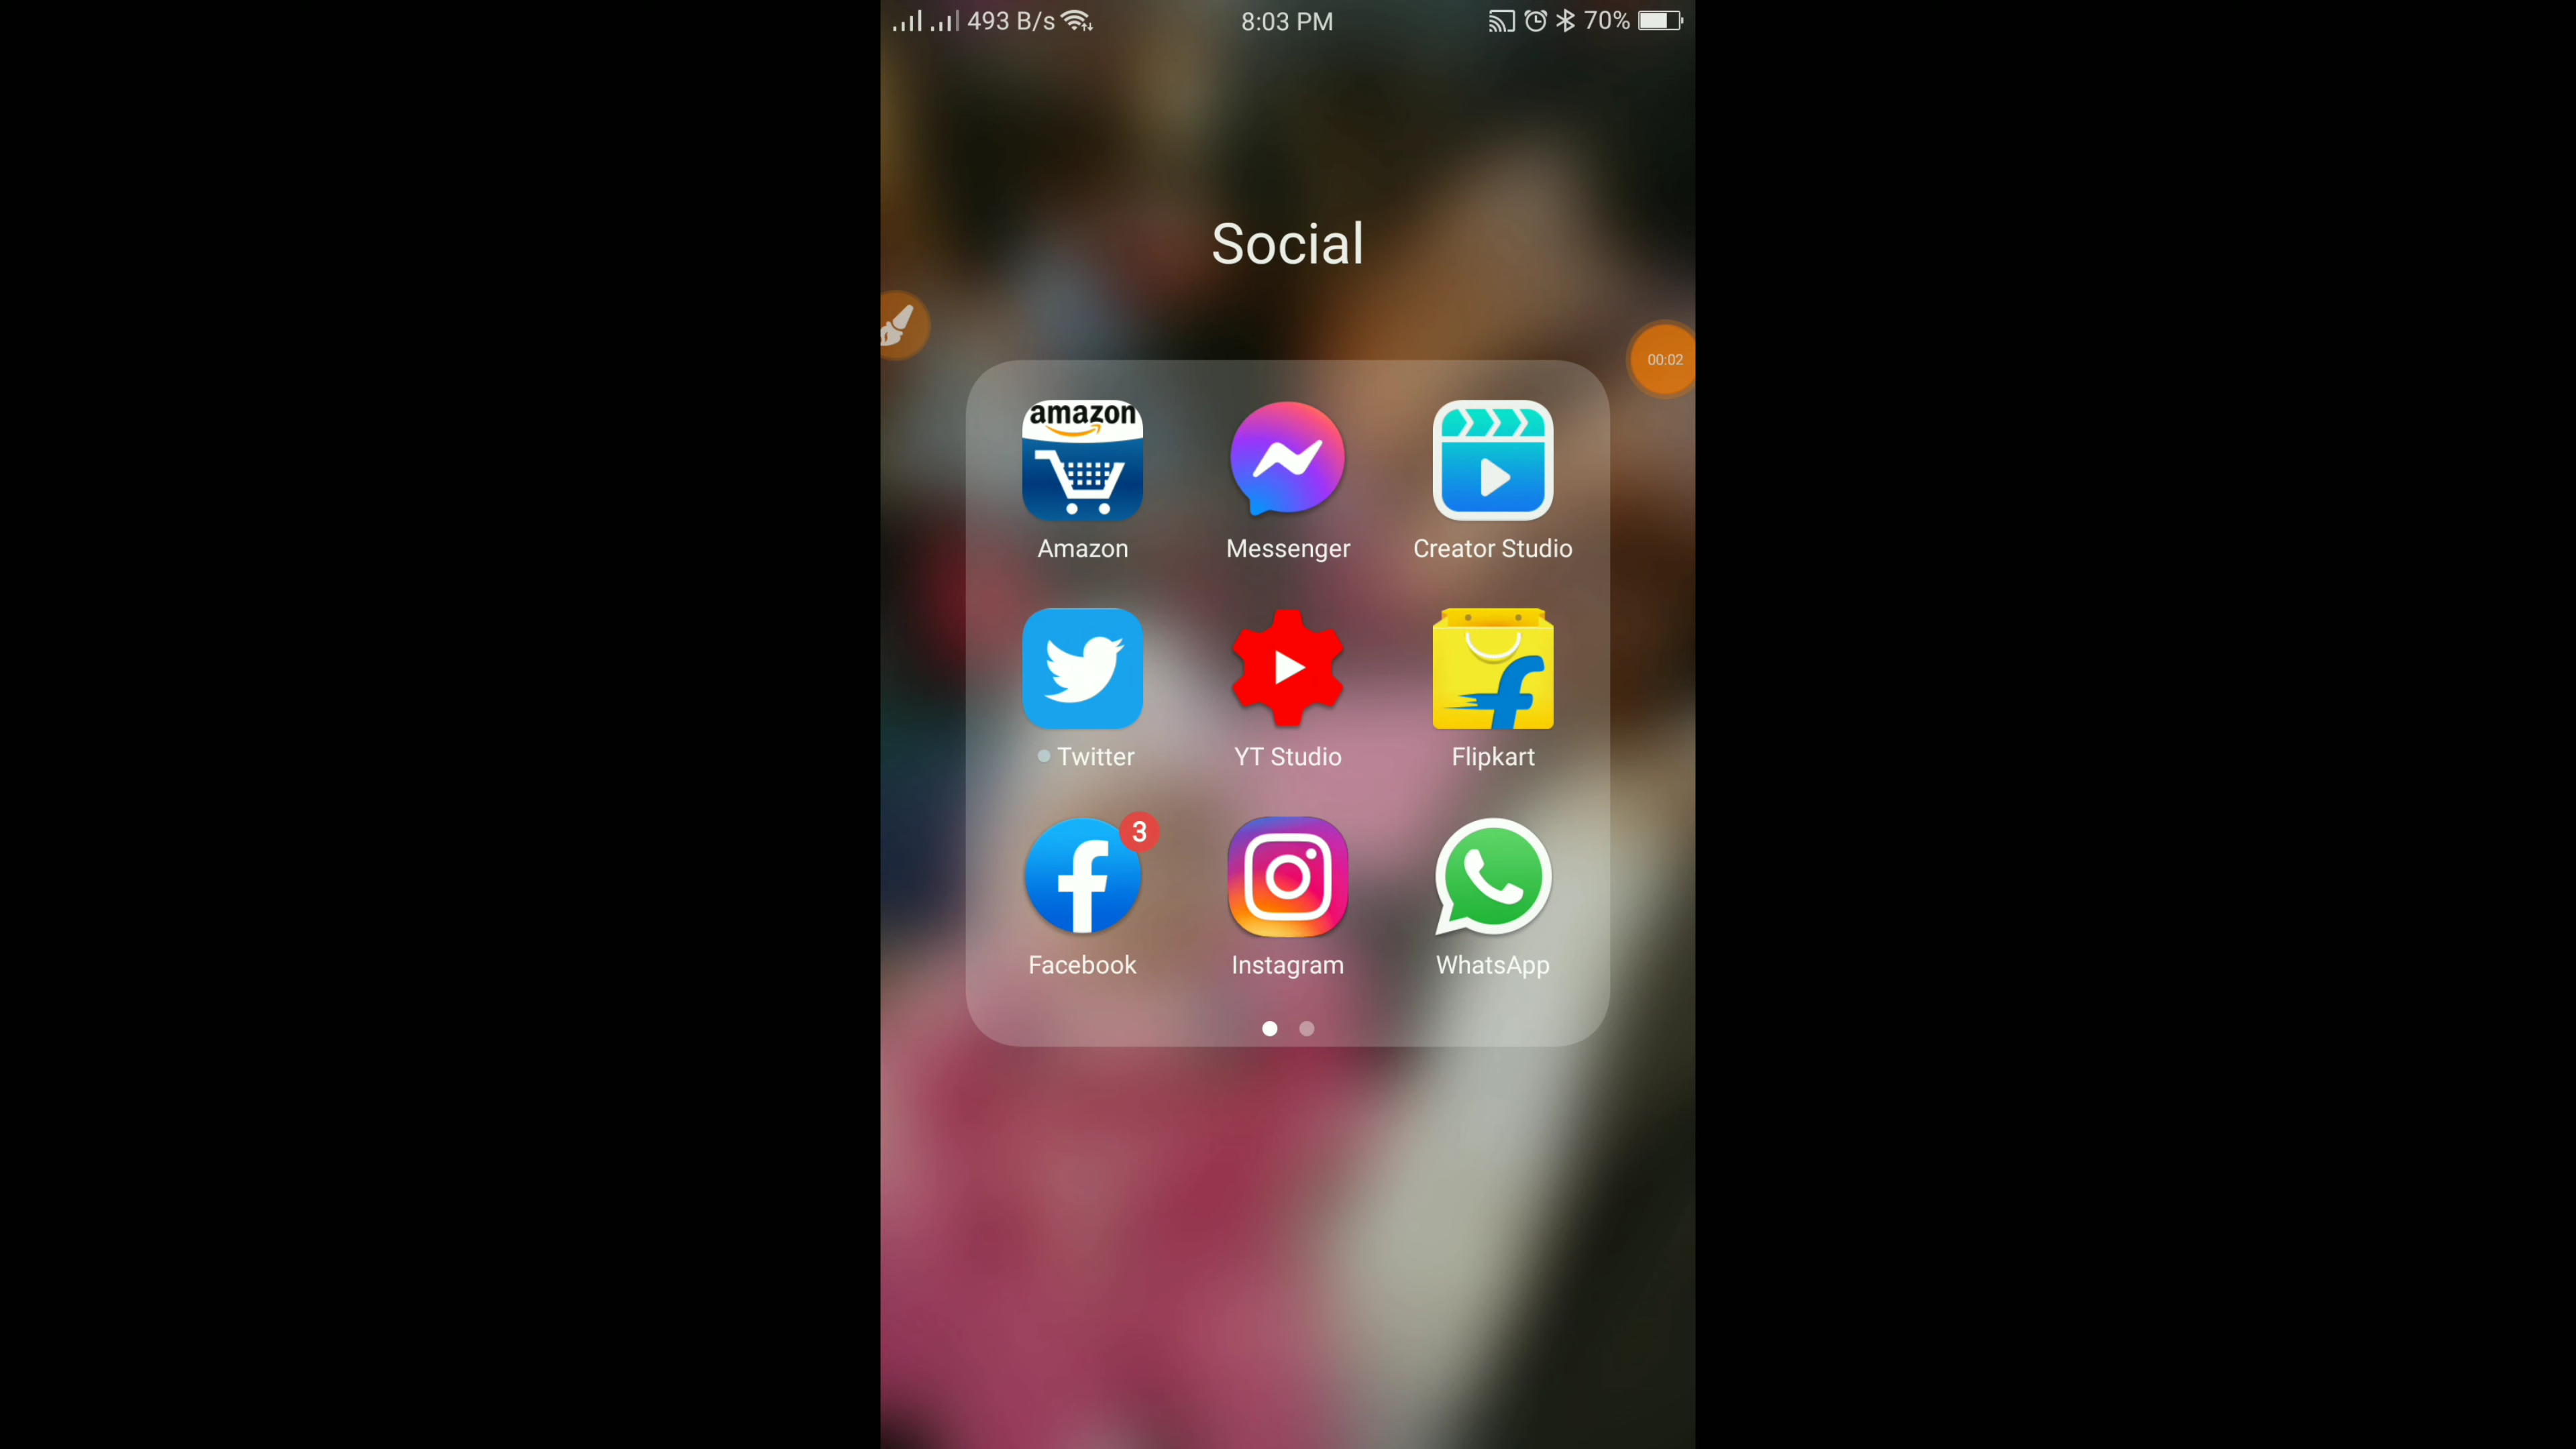 493 B/s 8:03 PM 70%
Social
00:02
amazon
Amazon Messenger Creator Studio
Twitter YT Studio Flipkart
3
Facebook Instagram WhatsApp